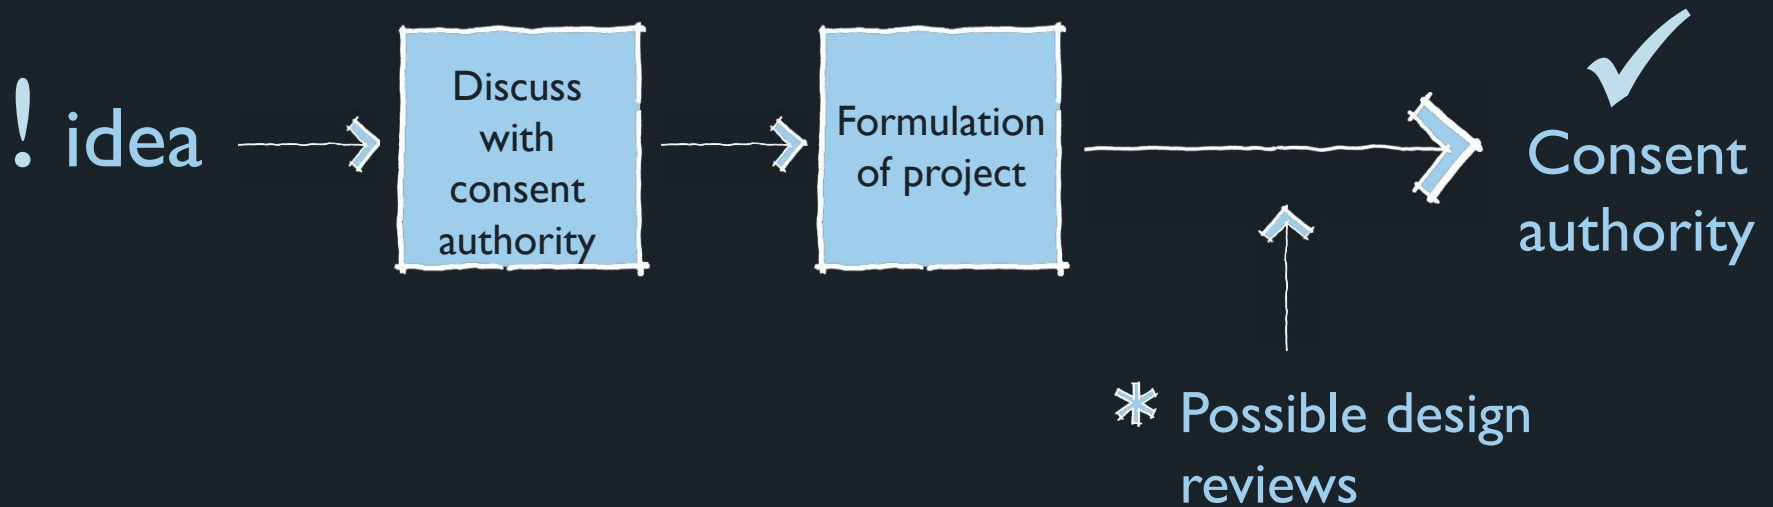 ! idea
Discuss
with
consent
authority
Formulation
of project
✓
Consent
authority
* Possible design
reviews